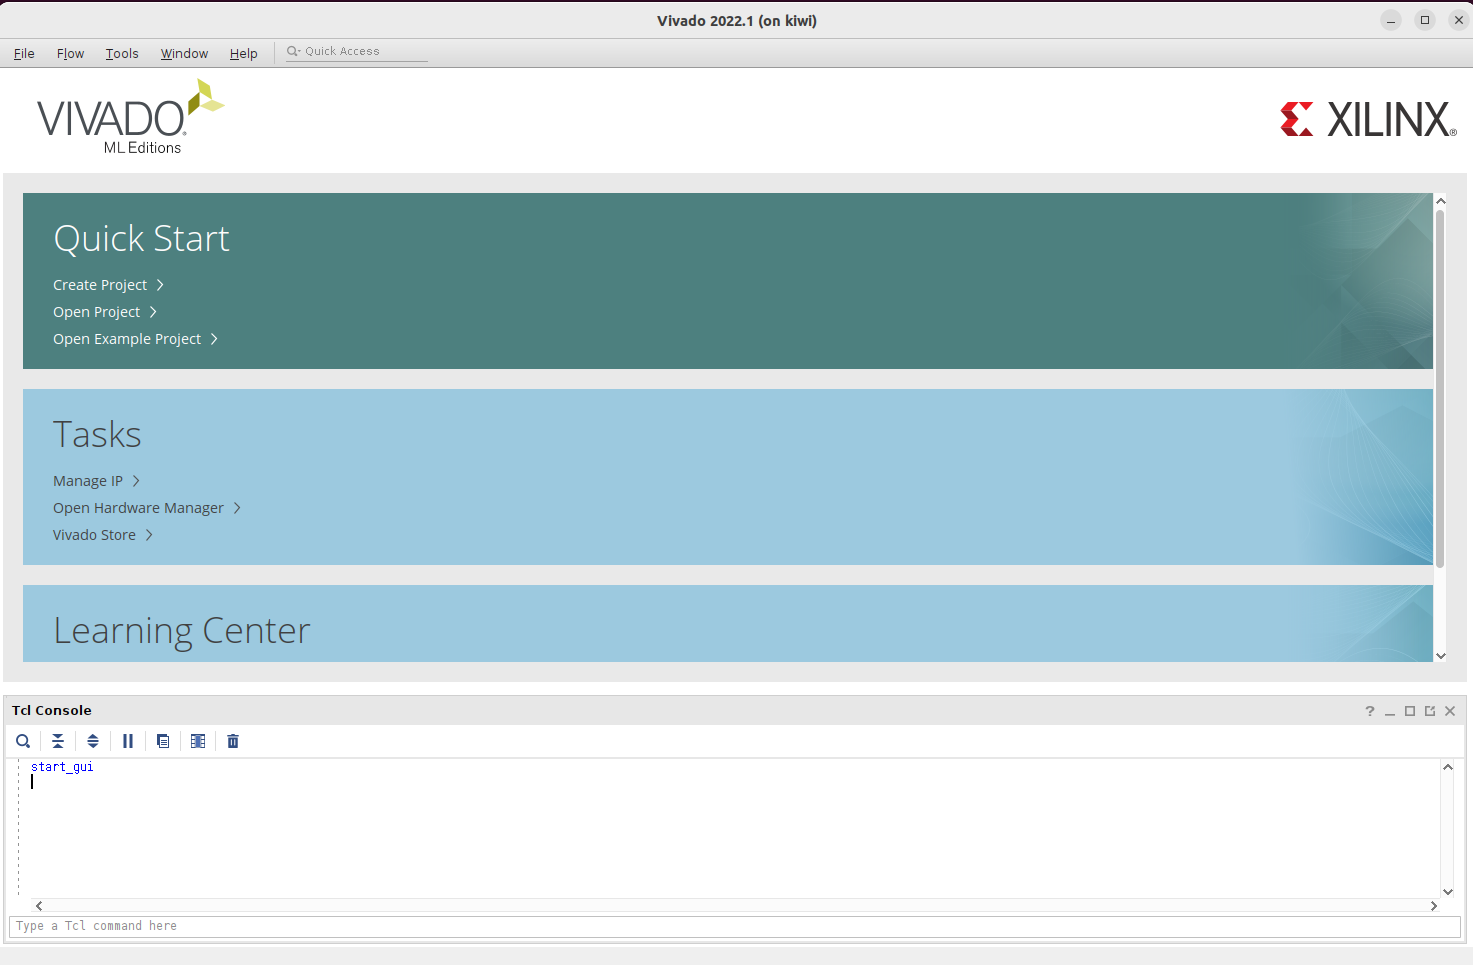 Vivado 2022.1 (on kiwi)
File Flow Tools Window Help Quick Access
VIVADO®
ML Editions
XILINX®
Quick Start
Create Project
Open Project
Open Example Project
Tasks
Manage IP
Open Hardware Manager
Vivado Store
Learning Center
Tcl Console
start_gui
Type a Tcl command here